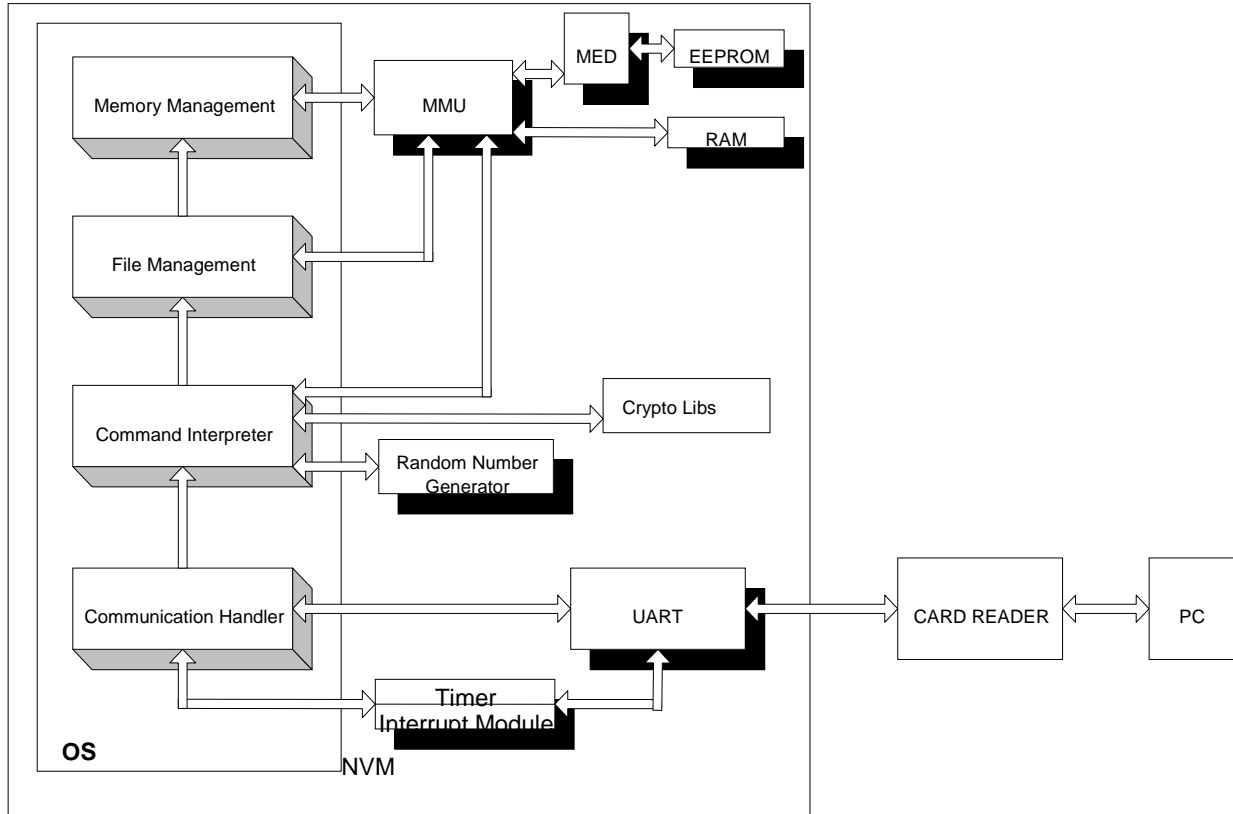 MED
EEPROM
Memory Management
MMU
RAM
File Management
Crypto Libs
Command Interpreter
Random Number
Generator
Communication Handler
UART
CARD READER
PC
Timer
Interrupt Module
OS
NVM